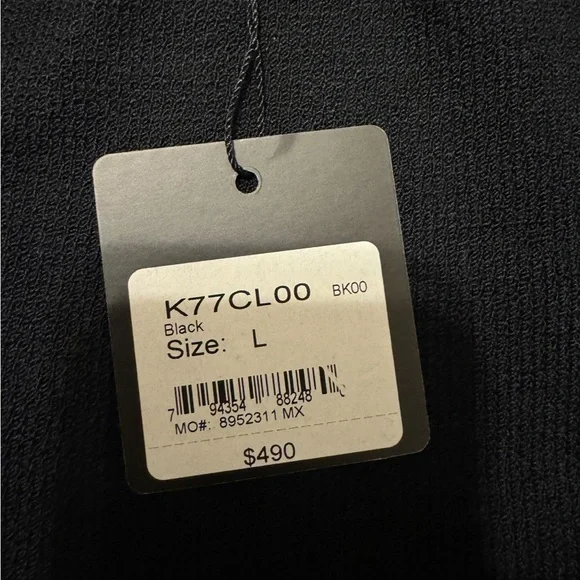 K77CL00 BK00
Black
Size: L
7 94354 88248
MO#: 8952311 MX
$490